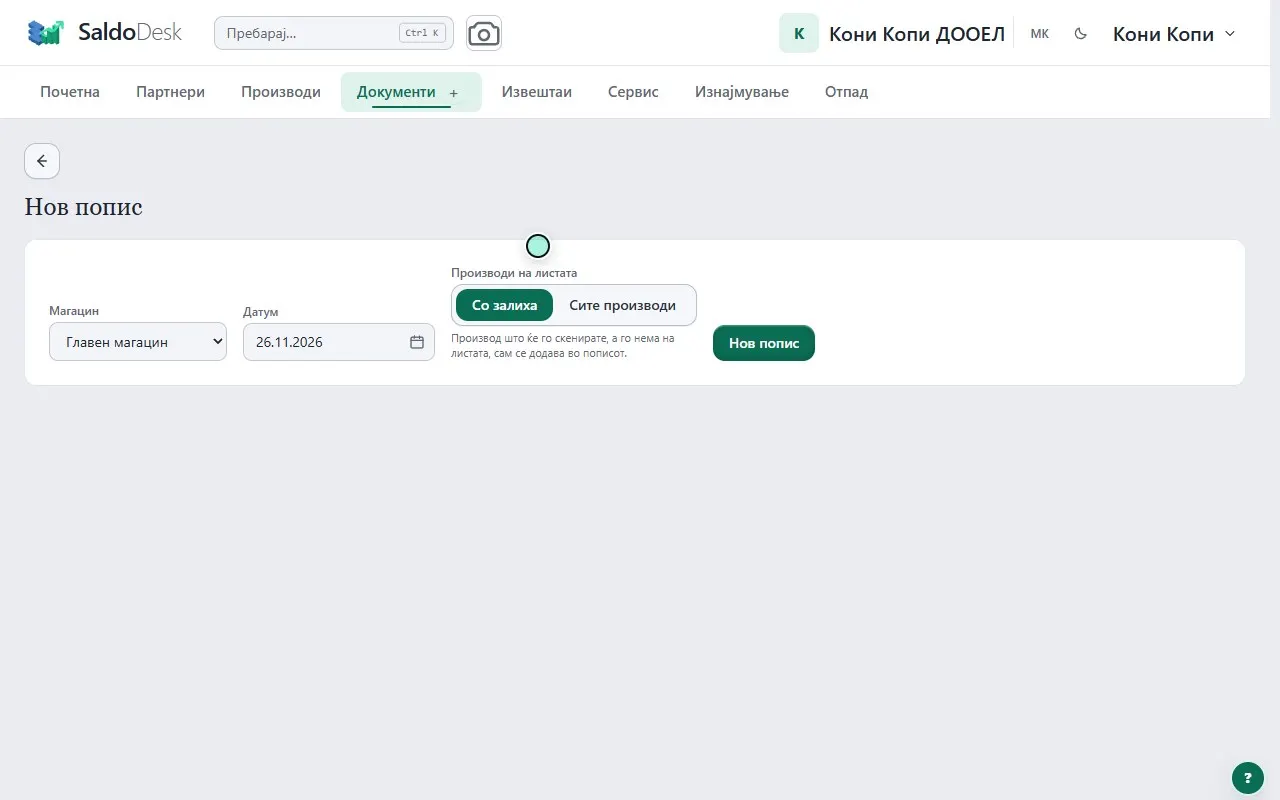 SaldoDesk
Пребарај...
Ctrl K
К
Кони Копи ДООЕЛ
МК
Кони Копи
Почетна
Партнери
Производи
Документи +
Извештаи
Сервис
Изнајмување
Отпад
Нов попис
Магацин
Главен магацин
Датум
26.11.2026
Производи на листата
Со залиха
Сите производи
Производ што ќе го скенирате, а го нема на
листата, сам се додава во пописот.
Нов попис
?